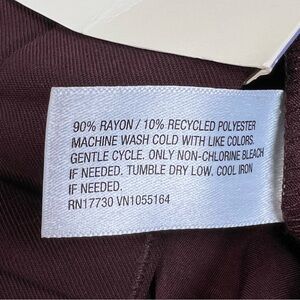 90% RAYON / 10% RECYCLED POLYESTER
MACHINE WASH COLD WITH LIKE COLORS.
GENTLE CYCLE. ONLY NON-CHLORINE BLEACH
IF NEEDED. TUMBLE DRY LOW. COOL IRON
IF NEEDED.
RN17730 VN1055164